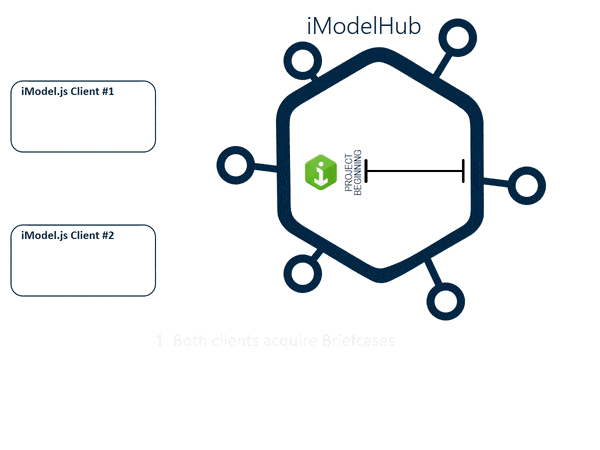 iModelHub
iModel.js Client #1
PROJECT
BEGINNING
iModel.js Client #2
1. Both clients acquire Briefcases